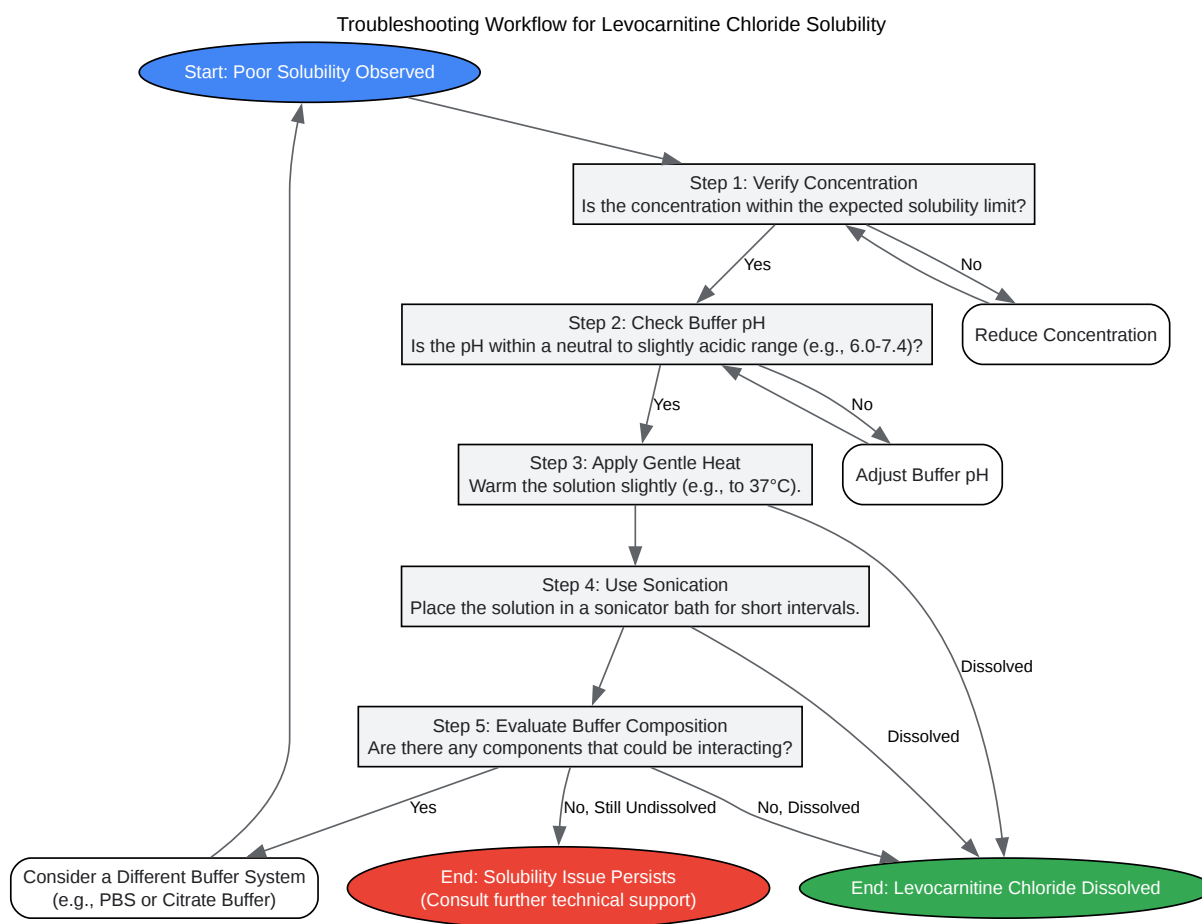 Troubleshooting Workflow for Levocarnitine Chloride Solubility
Start: Poor Solubility Observed
Step 1: Verify Concentration
Is the concentration within the expected solubility limit?
Yes
No
Step 2: Check Buffer pH
Is the pH within a neutral to slightly acidic range (e.g., 6.0-7.4)?
Reduce Concentration
Yes
No
Step 3: Apply Gentle Heat
Warm the solution slightly (e.g., to 37°C).
Adjust Buffer pH
Step 4: Use Sonication
Place the solution in a sonicator bath for short intervals.
Dissolved
Step 5: Evaluate Buffer Composition
Are there any components that could be interacting?
Dissolved
Yes
No, Still Undissolved
No, Dissolved
Consider a Different Buffer System
(e.g., PBS or Citrate Buffer)
End: Solubility Issue Persists
(Consult further technical support)
End: Levocarnitine Chloride Dissolved